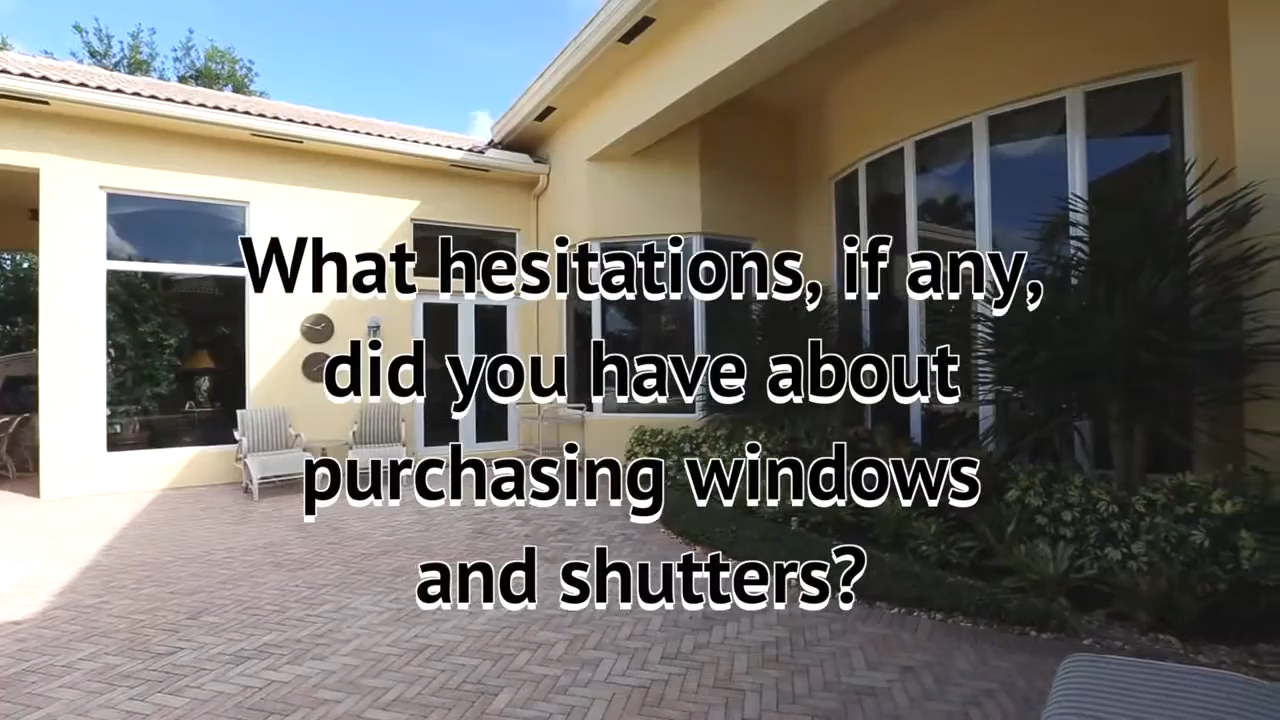 What hesitations, if any,
did you have about
purchasing windows
and shutters?